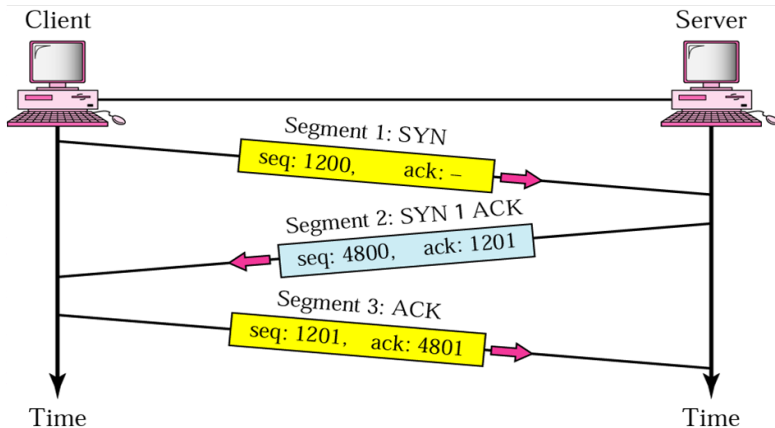 Client
Server
Segment 1: SYN
seq: 1200, ack: –
Segment 2: SYN 1 ACK
seq: 4800, ack: 1201
Segment 3: ACK
seq: 1201, ack: 4801
Time
Time